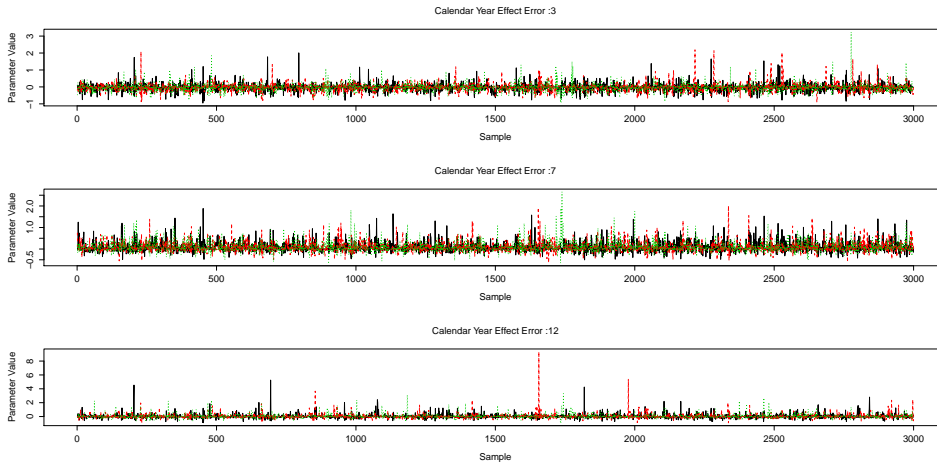 Calendar Year Effect Error :3
Parameter Value
−1 0 1 2 3
0 500 1000 1500 2000 2500 3000
Sample
Calendar Year Effect Error :7
Parameter Value
−0.5 1.0 2.0
0 500 1000 1500 2000 2500 3000
Sample
Calendar Year Effect Error :12
Parameter Value
0 2 4 6 8
0 500 1000 1500 2000 2500 3000
Sample